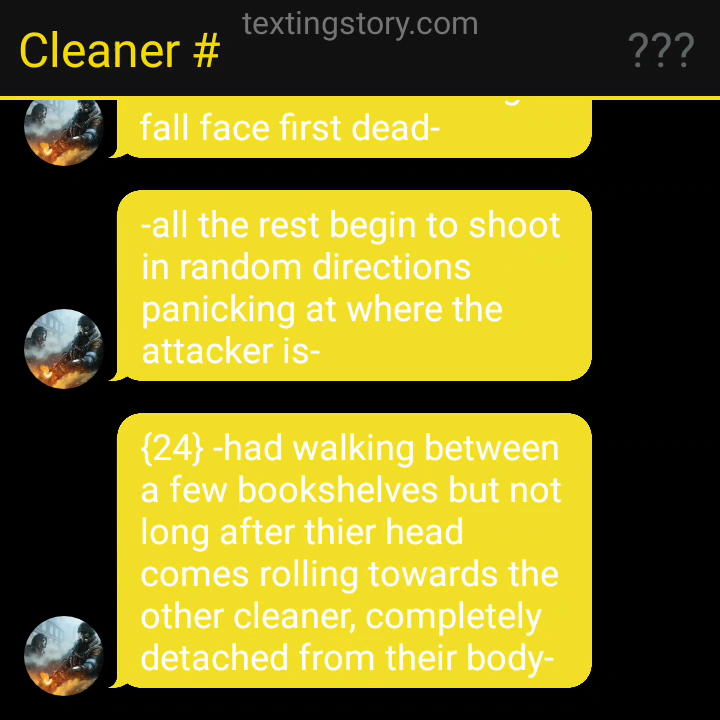 textingstory.com
Cleaner #
???
fall face first dead-
-all the rest begin to shoot
in random directions
panicking at where the
attacker is-
{24} -had walking between
a few bookshelves but not
long after thier head
comes rolling towards the
other cleaner, completely
detached from their body-